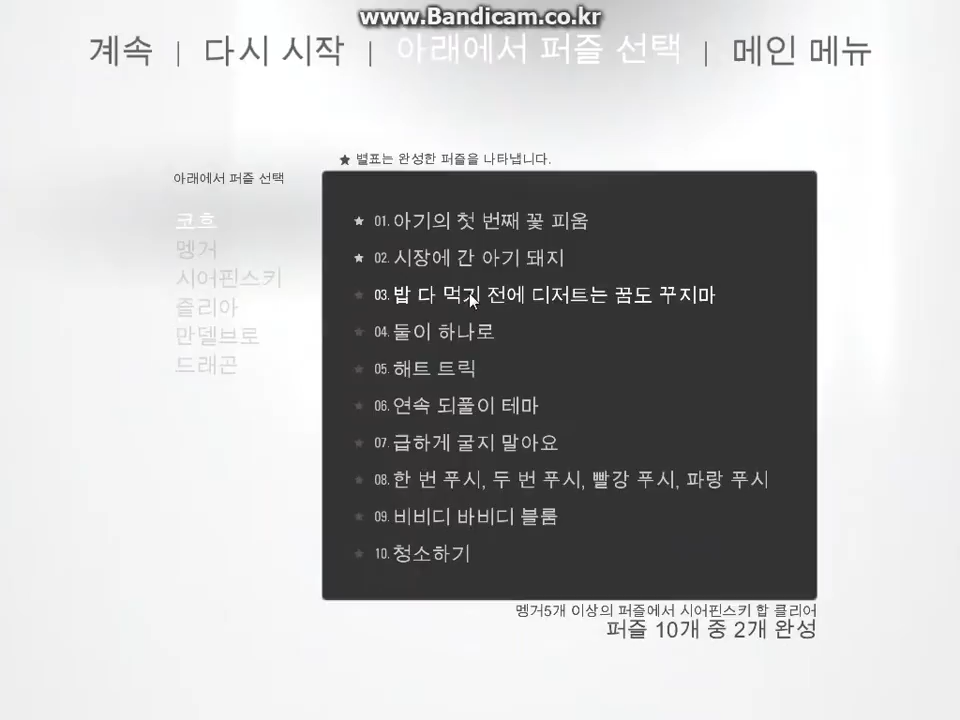 www.Bandicam.co.kr
계속 | 다시 시작 | 아래에서 퍼즐 선택 | 메인 메뉴
★ 별표는 완성한 퍼즐을 나타냅니다.
아래에서 퍼즐 선택
코흐
멩거
시어핀스키
줄리아
만델브로
드래곤
★ 01. 아기의 첫 번째 꽃 피움
★ 02. 시장에 간 아기 돼지
★ 03. 밥 다 먹기 전에 디저트는 꿈도 꾸지마
★ 04. 둘이 하나로
★ 05. 해트 트릭
★ 06. 연속 되풀이 테마
★ 07. 급하게 굴지 말아요
★ 08. 한 번 푸시, 두 번 푸시, 빨강 푸시, 파랑 푸시
★ 09. 비비디 바비디 블룸
★ 10. 청소하기
멩거5개 이상의 퍼즐에서 시어핀스키 합 클리어
퍼즐 10개 중 2개 완성